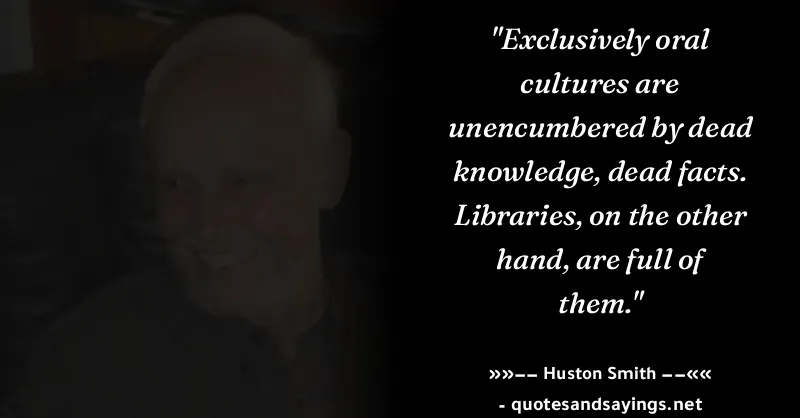 "Exclusively oral
cultures are
unencumbered by dead
knowledge, dead facts.
Libraries, on the other
hand, are full of
them."
»»—— Huston Smith ——««
- quotesandsayings.net